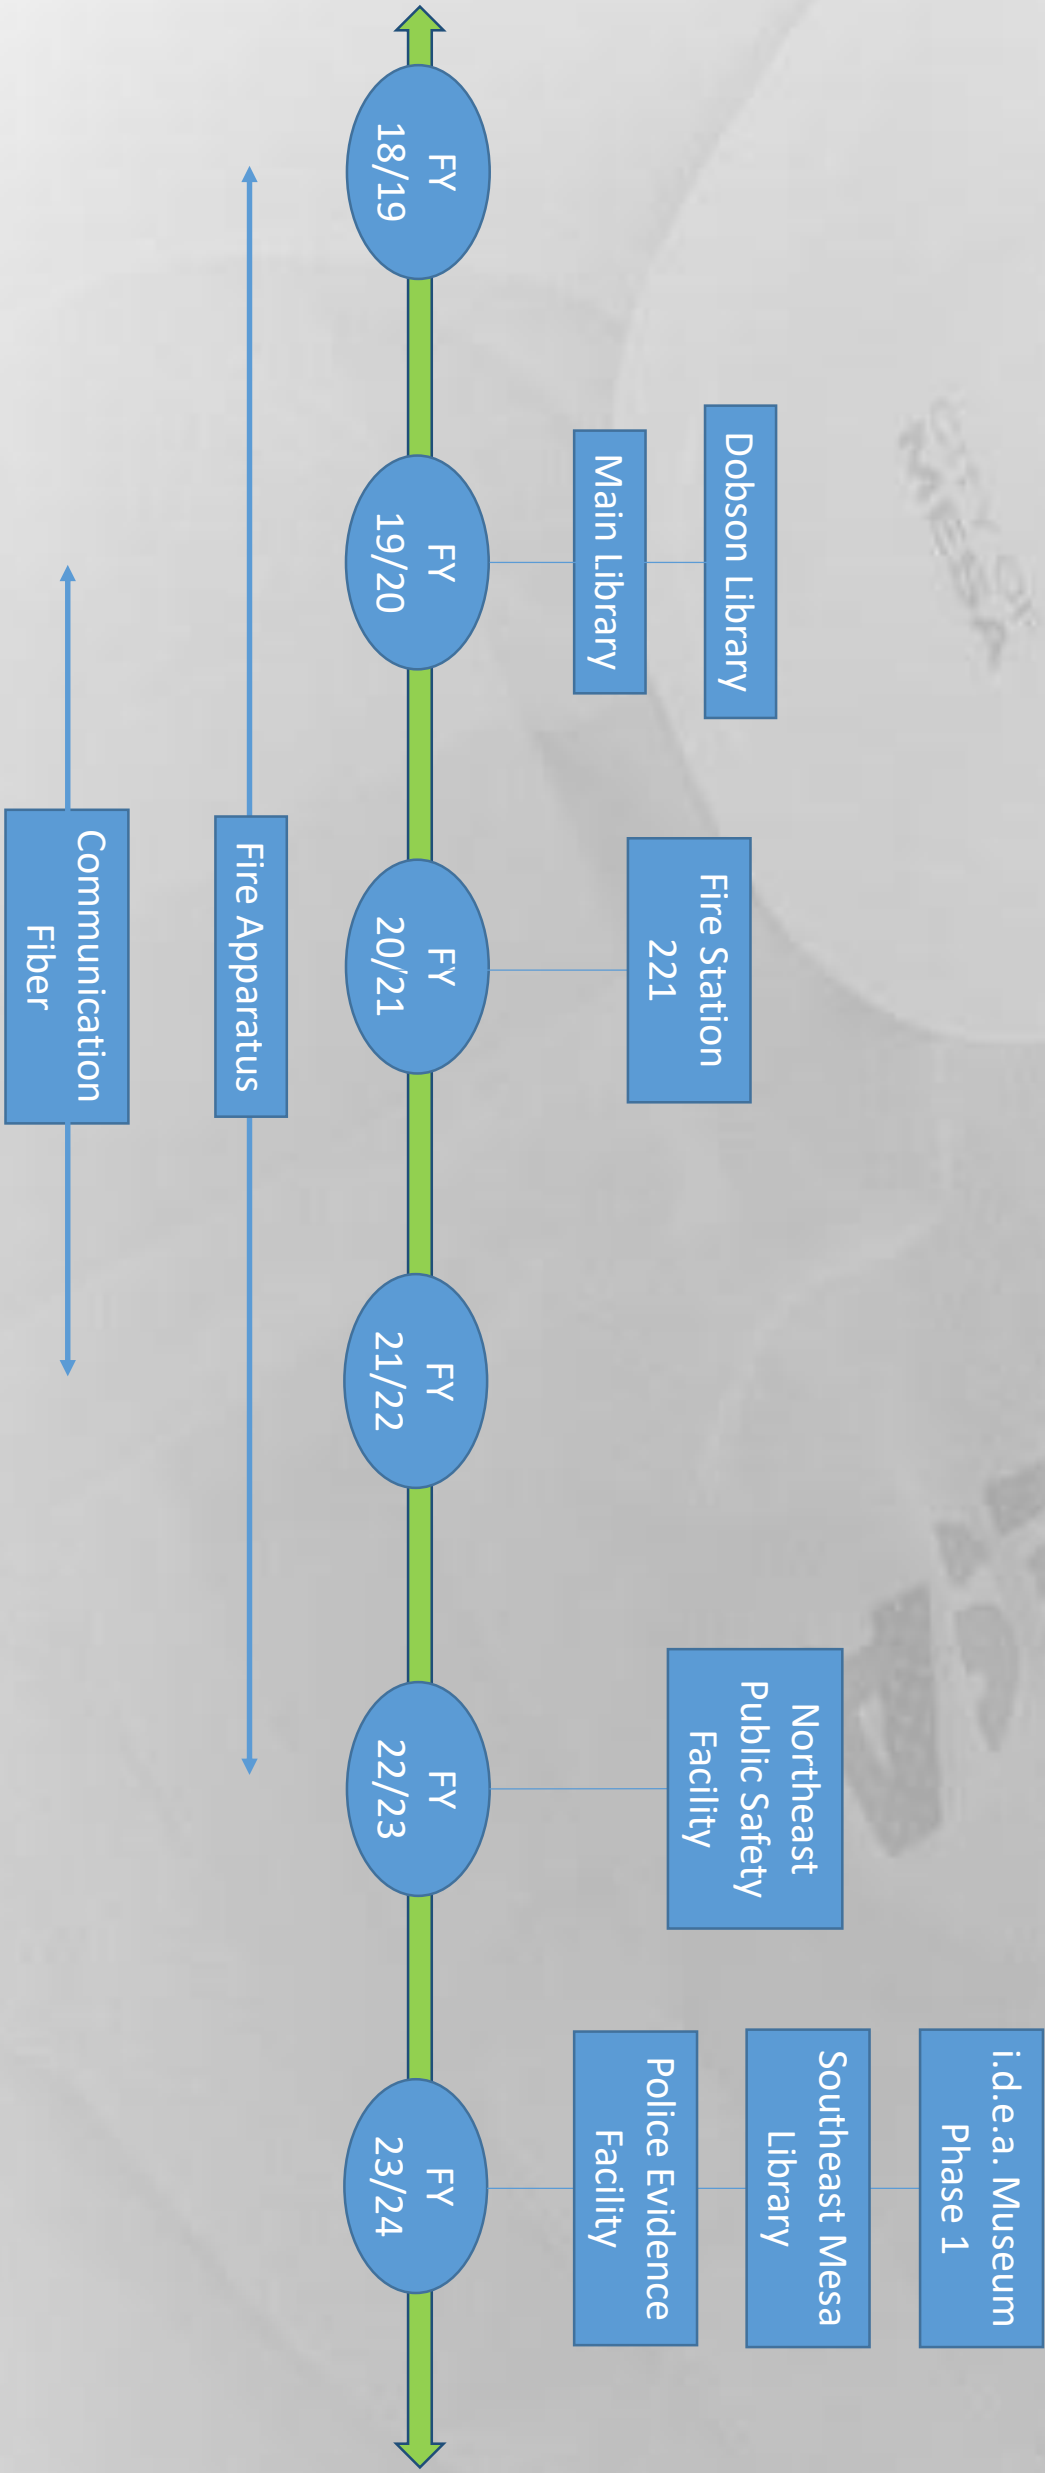 i.d.e.a. Museum
Phase 1
Southeast Mesa
Library
Dobson Library
Northeast
Public Safety
Facility
Fire Station
221
Main Library
Police Evidence
Facility
FY
18/19
FY
19/20
FY
20/21
FY
21/22
FY
22/23
FY
23/24
Fire Apparatus
Communication
Fiber